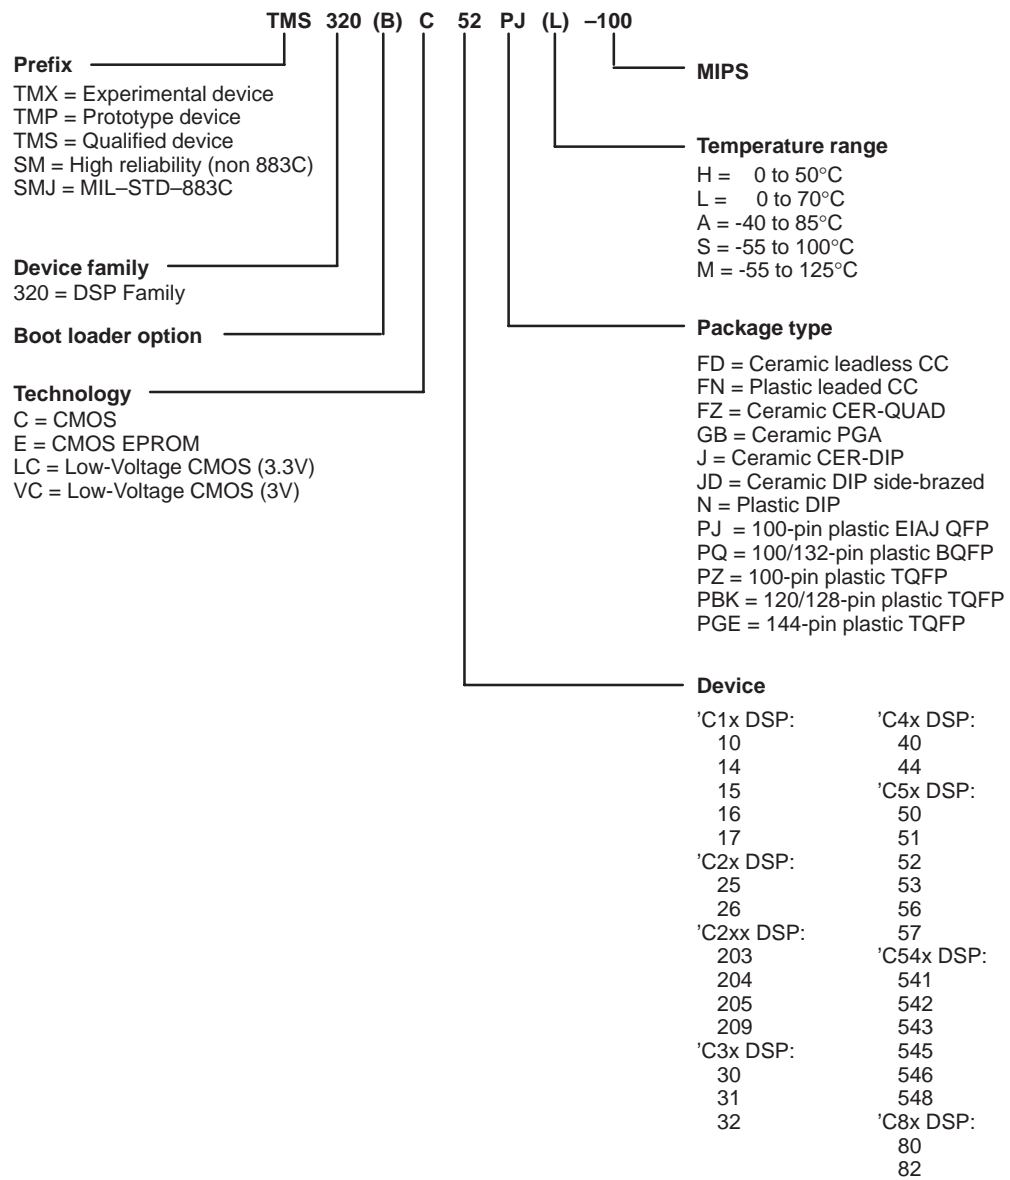 TMS 320 (B) C 52 PJ (L) –100
Prefix
TMX = Experimental device
TMP = Prototype device
TMS = Qualified device
SM = High reliability (non 883C)
SMJ = MIL–STD–883C
Device family
320 = DSP Family
Boot loader option
Technology
C = CMOS
E = CMOS EPROM
LC = Low-Voltage CMOS (3.3V)
VC = Low-Voltage CMOS (3V)
MIPS
Temperature range
H = 0 to 50°C
L = 0 to 70°C
A = -40 to 85°C
S = -55 to 100°C
M = -55 to 125°C
Package type
FD = Ceramic leadless CC
FN = Plastic leaded CC
FZ = Ceramic CER-QUAD
GB = Ceramic PGA
J = Ceramic CER-DIP
JD = Ceramic DIP side-brazed
N = Plastic DIP
PJ = 100-pin plastic EIAJ QFP
PQ = 100/132-pin plastic BQFP
PZ = 100-pin plastic TQFP
PBK = 120/128-pin plastic TQFP
PGE = 144-pin plastic TQFP
Device
’C1x DSP:
10
14
15
16
17
’C2x DSP:
25
26
’C2xx DSP:
203
204
205
209
’C3x DSP:
30
31
32
’C4x DSP:
40
44
’C5x DSP:
50
51
52
53
56
57
’C54x DSP:
541
542
543
545
546
548
’C8x DSP:
80
82